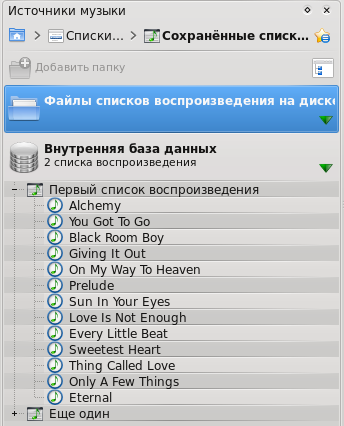 Источники музыки
Списки... Сохранённые списк...
Добавить папку
Файлы списков воспроизведения на диск
Внутренняя база данных
2 списка воспроизведения
Первый список воспроизведения
Alchemy
You Got To Go
Black Room Boy
Giving It Out
On My Way To Heaven
Prelude
Sun In Your Eyes
Love Is Not Enough
Every Little Beat
Sweetest Heart
Thing Called Love
Only A Few Things
Eternal
Еще один